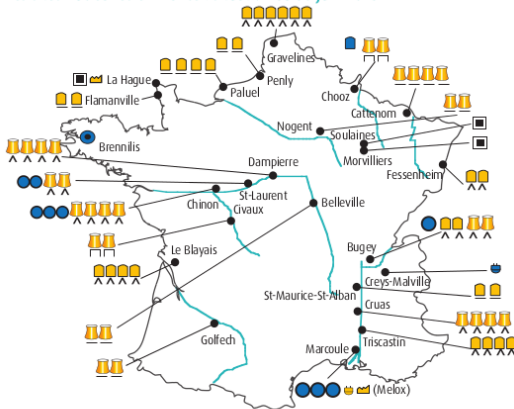 Gravelines
Penly
Paluel
La Hague
Flamanville
Chooz
Cattenom
Nogent
Soulaines
Morvilliers
Fessenheim
Brennilis
Dampierre
St-Laurent
Chinon
Civaux
Belleville
Le Blayais
Bugey
Creys-Malville
St-Maurice-St-Alban
Cruas
Golfech
Triscastin
Marcoule
(Melox)